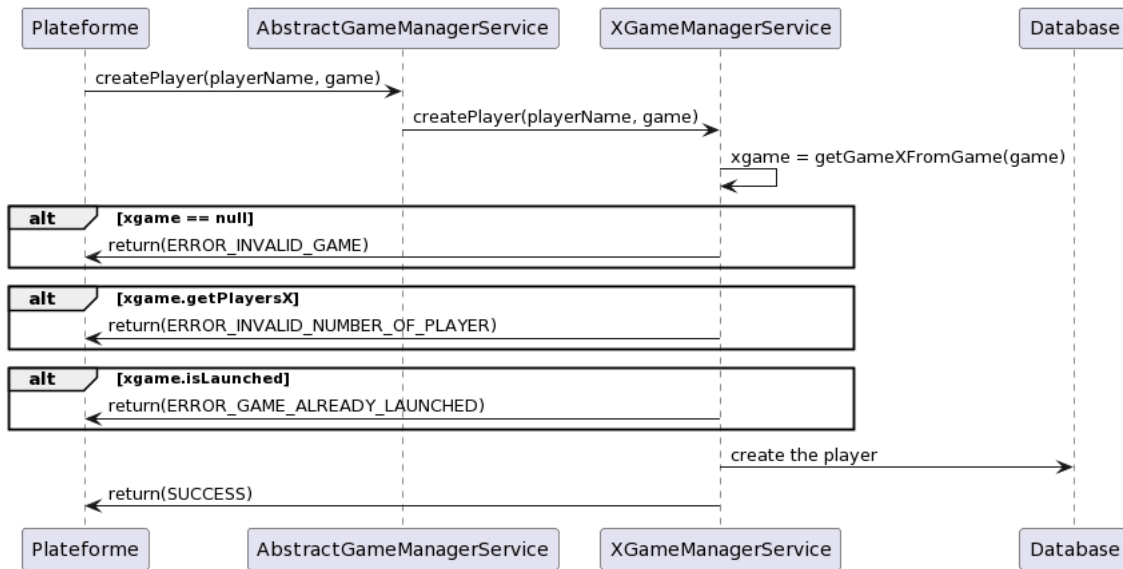 Plateforme AbstractGameManagerService XGameManagerService Database
createPlayer(playerName, game)
createPlayer(playerName, game)
xgame = getGameXFromGame(game)
alt [xgame == null]
return(ERROR_INVALID_GAME)
alt [xgame.getPlayersX]
return(ERROR_INVALID_NUMBER_OF_PLAYER)
alt [xgame.isLaunched]
return(ERROR_GAME_ALREADY_LAUNCHED)
create the player
return(SUCCESS)
Plateforme AbstractGameManagerService XGameManagerService Database